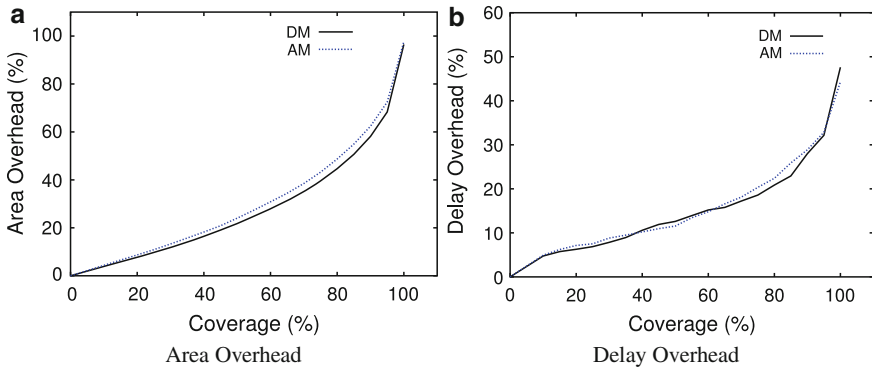 a
100
80
60
40
20
0
Area Overhead (%)
DM
AM
0 20 40 60 80 100
Coverage (%)
Area Overhead
b
60
50
40
30
20
10
0
Delay Overhead (%)
DM
AM
0 20 40 60 80 100
Coverage (%)
Delay Overhead